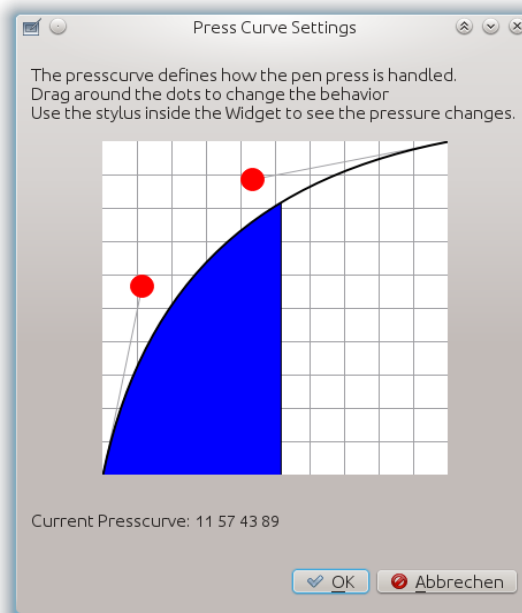 Press Curve Settings
The presscurve defines how the pen press is handled.
Drag around the dots to change the behavior
Use the stylus inside the Widget to see the pressure changes.
Current Presscurve: 11 57 43 89
OK
Abbrechen